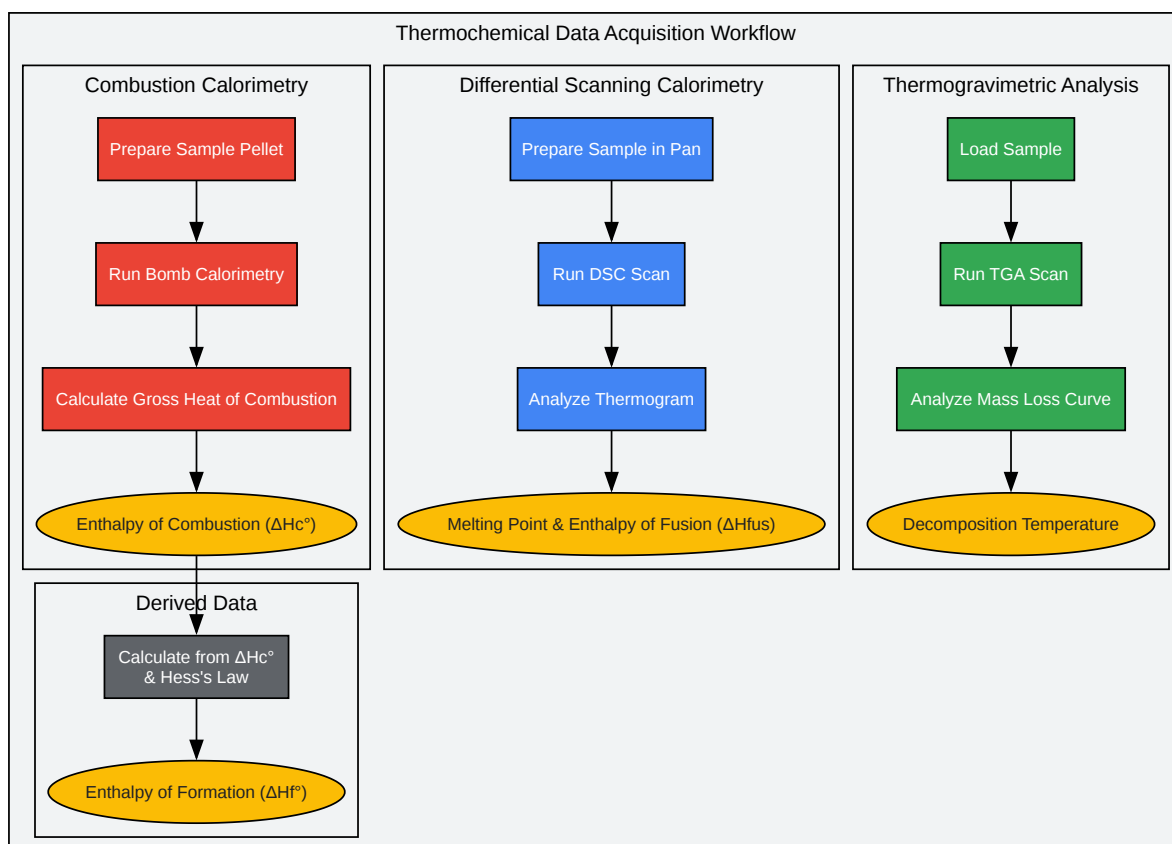 Thermochemical Data Acquisition Workflow
Combustion Calorimetry
Prepare Sample Pellet
Run Bomb Calorimetry
Calculate Gross Heat of Combustion
Enthalpy of Combustion (ΔHc°)
Differential Scanning Calorimetry
Prepare Sample in Pan
Run DSC Scan
Analyze Thermogram
Melting Point & Enthalpy of Fusion (ΔHfus)
Thermogravimetric Analysis
Load Sample
Run TGA Scan
Analyze Mass Loss Curve
Decomposition Temperature
Derived Data
Calculate from ΔHc°
& Hess's Law
Enthalpy of Formation (ΔHf°)